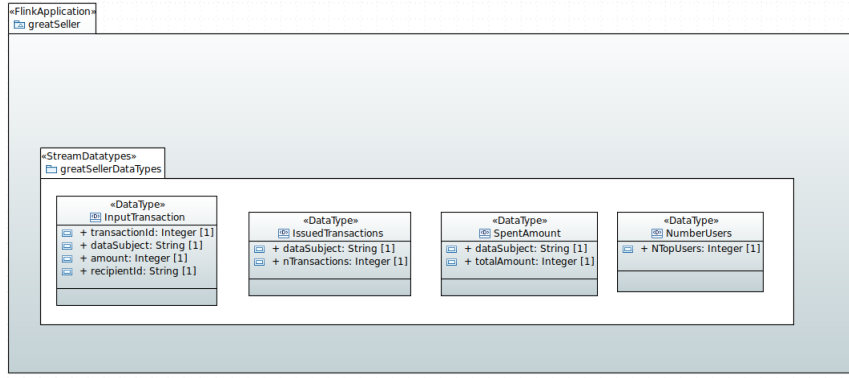 «FlinkApplication»
greatSeller
«StreamDatatypes»
greatSellerDataTypes
«DataType»
InputTransaction
+ transactionId: Integer [1]
+ dataSubject: String [1]
+ amount: Integer [1]
+ recipientId: String [1]
«DataType»
IssuedTransactions
+ dataSubject: String [1]
+ nTransactions: Integer [1]
«DataType»
SpentAmount
+ dataSubject: String [1]
+ totalAmount: Integer [1]
«DataType»
NumberUsers
+ NTopUsers: Integer [1]